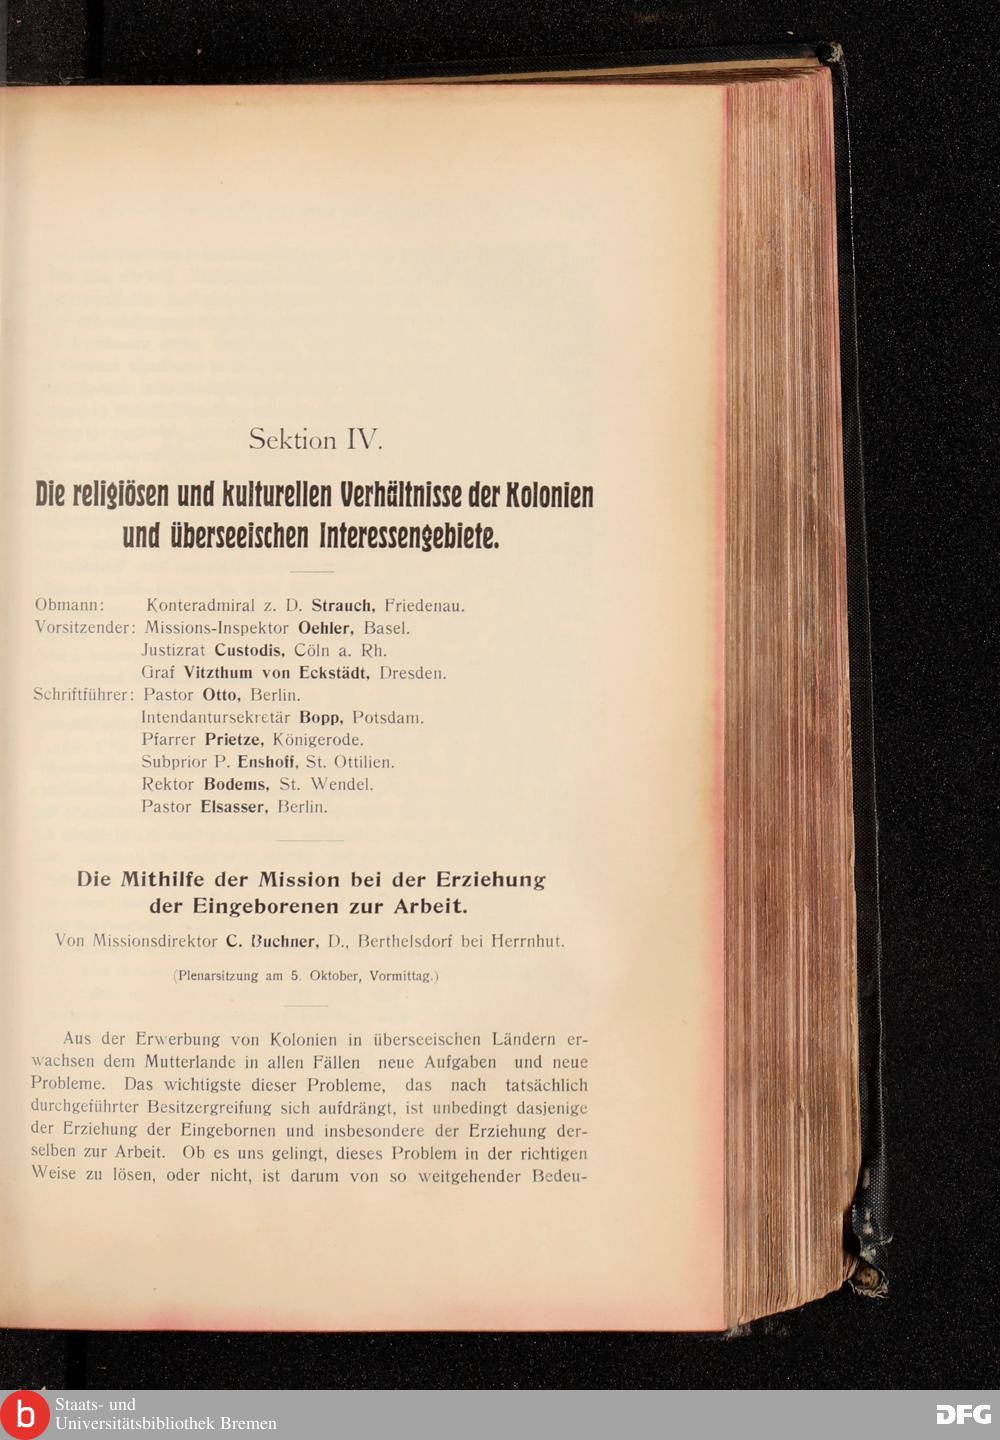 Sektion IV.
Die religiösen und kulturellen Verhältnisse der Kolonien
und überseeischen Interessengebiete.
Obmann: Konteradmiral z. D. Strauch, Friedenau.
Vorsitzender: Missions-Inspektor Oehler, Basel.
Justizrat Custodis, Cöln a. Rh.
Graf Vitzthum von Eckstädt, Dresden.
Schriftführer: Pastor Otto, Berlin.
Intendantursekretär Bopp, Potsdam.
Pfarrer Prietze, Königerode.
Subprior P. Enshoff, St. Ottilien.
Rektor Bodems, St. Wendel.
Pastor Elsasser, Berlin.
Die Mithilfe der Mission bei der Erziehung
der Eingeborenen zur Arbeit.
Von Missionsdirektor C. Buchner, D., Berthelsdorf bei Herrnhut.
(Plenarsitzung am 5. Oktober, Vormittag.)
Aus der Erwerbung von Kolonien in überseeischen Ländern er-
wachsen dem Mutterlande in allen Fällen neue Aufgaben und neue
Probleme. Das wichtigste dieser Probleme, das nach tatsächlich
durchgeführter Besitzergreifung sich aufdrängt, ist unbedingt dasjenige
der Erziehung der Eingebornen und insbesondere der Erziehung der-
selben zur Arbeit. Ob es uns gelingt, dieses Problem in der richtigen
Weise zu lösen, oder nicht, ist darum von so weitgehender Bedeu-
b
Staats- und
Universitätsbibliothek Bremen
DFG